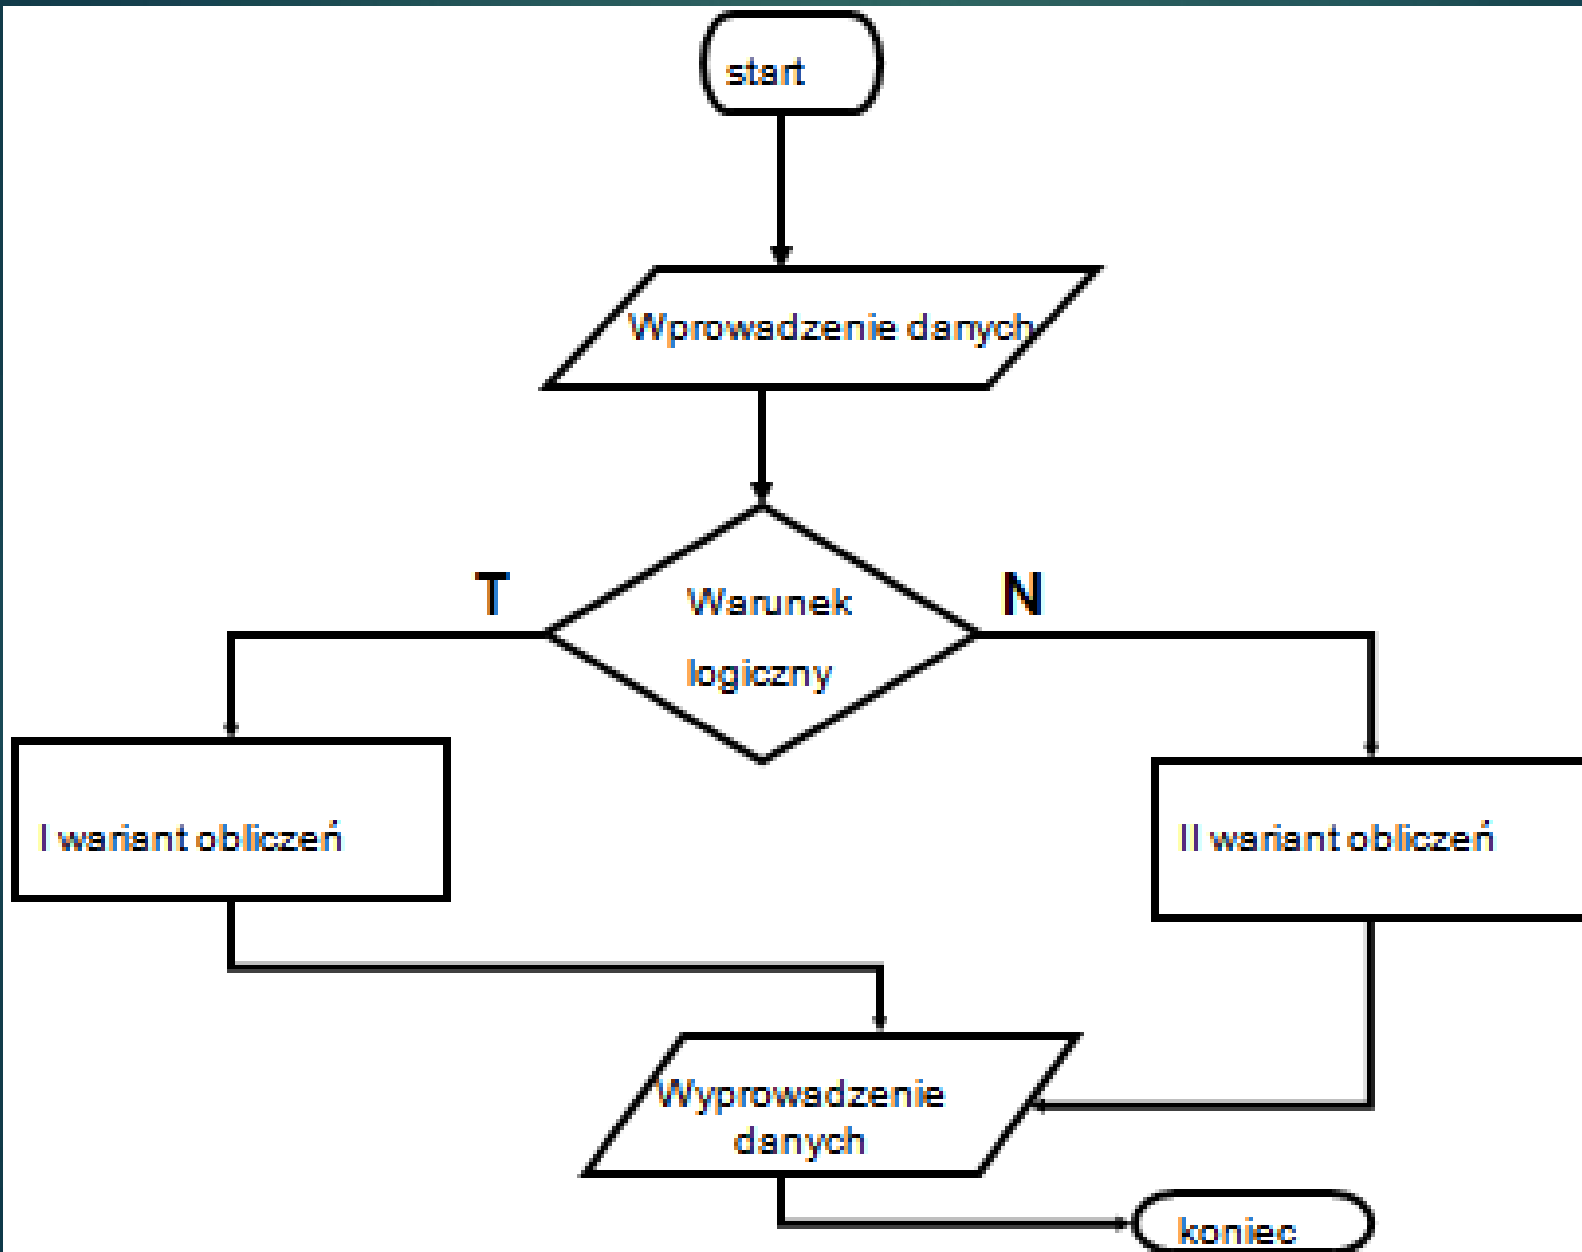 start
Wprowadzenie danych
T
N
Warunek
logiczny
I wariant obliczeń
II wariant obliczeń
Wyprowadzenie
danych
koniec